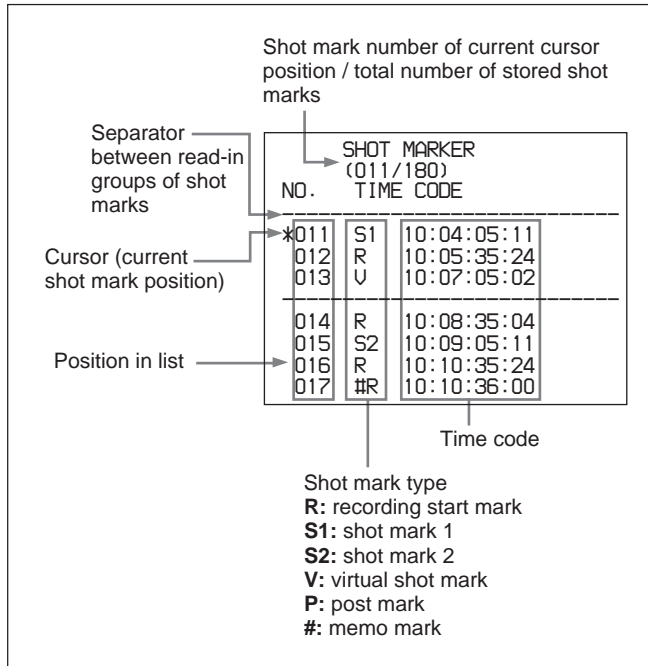 Shot mark number of current cursor
position / total number of stored shot
marks
Separator
between read-in
groups of shot
marks
SHOT MARKER
(011/180)
NO. TIME CODE
Cursor (current
shot mark position)
*011 S1 10:04:05:11
012 R 10:05:35:24
013 V 10:07:05:02
Position in list
014 R 10:08:35:04
015 S2 10:09:05:11
016 R 10:10:35:24
017 #R 10:10:36:00
Time code
Shot mark type
R: recording start mark
S1: shot mark 1
S2: shot mark 2
V: virtual shot mark
P: post mark
#: memo mark